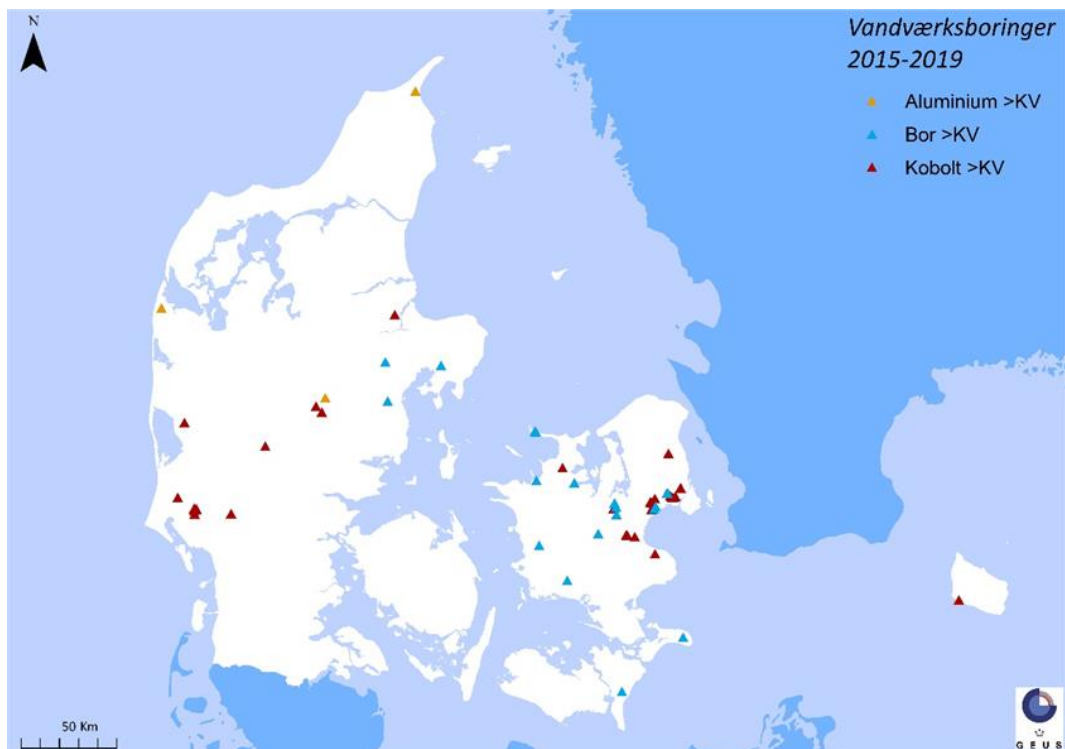 N
Vandværksboringer
2015-2019
Aluminium >KV
Bor >KV
Kobolt >KV
50 Km
G E U S